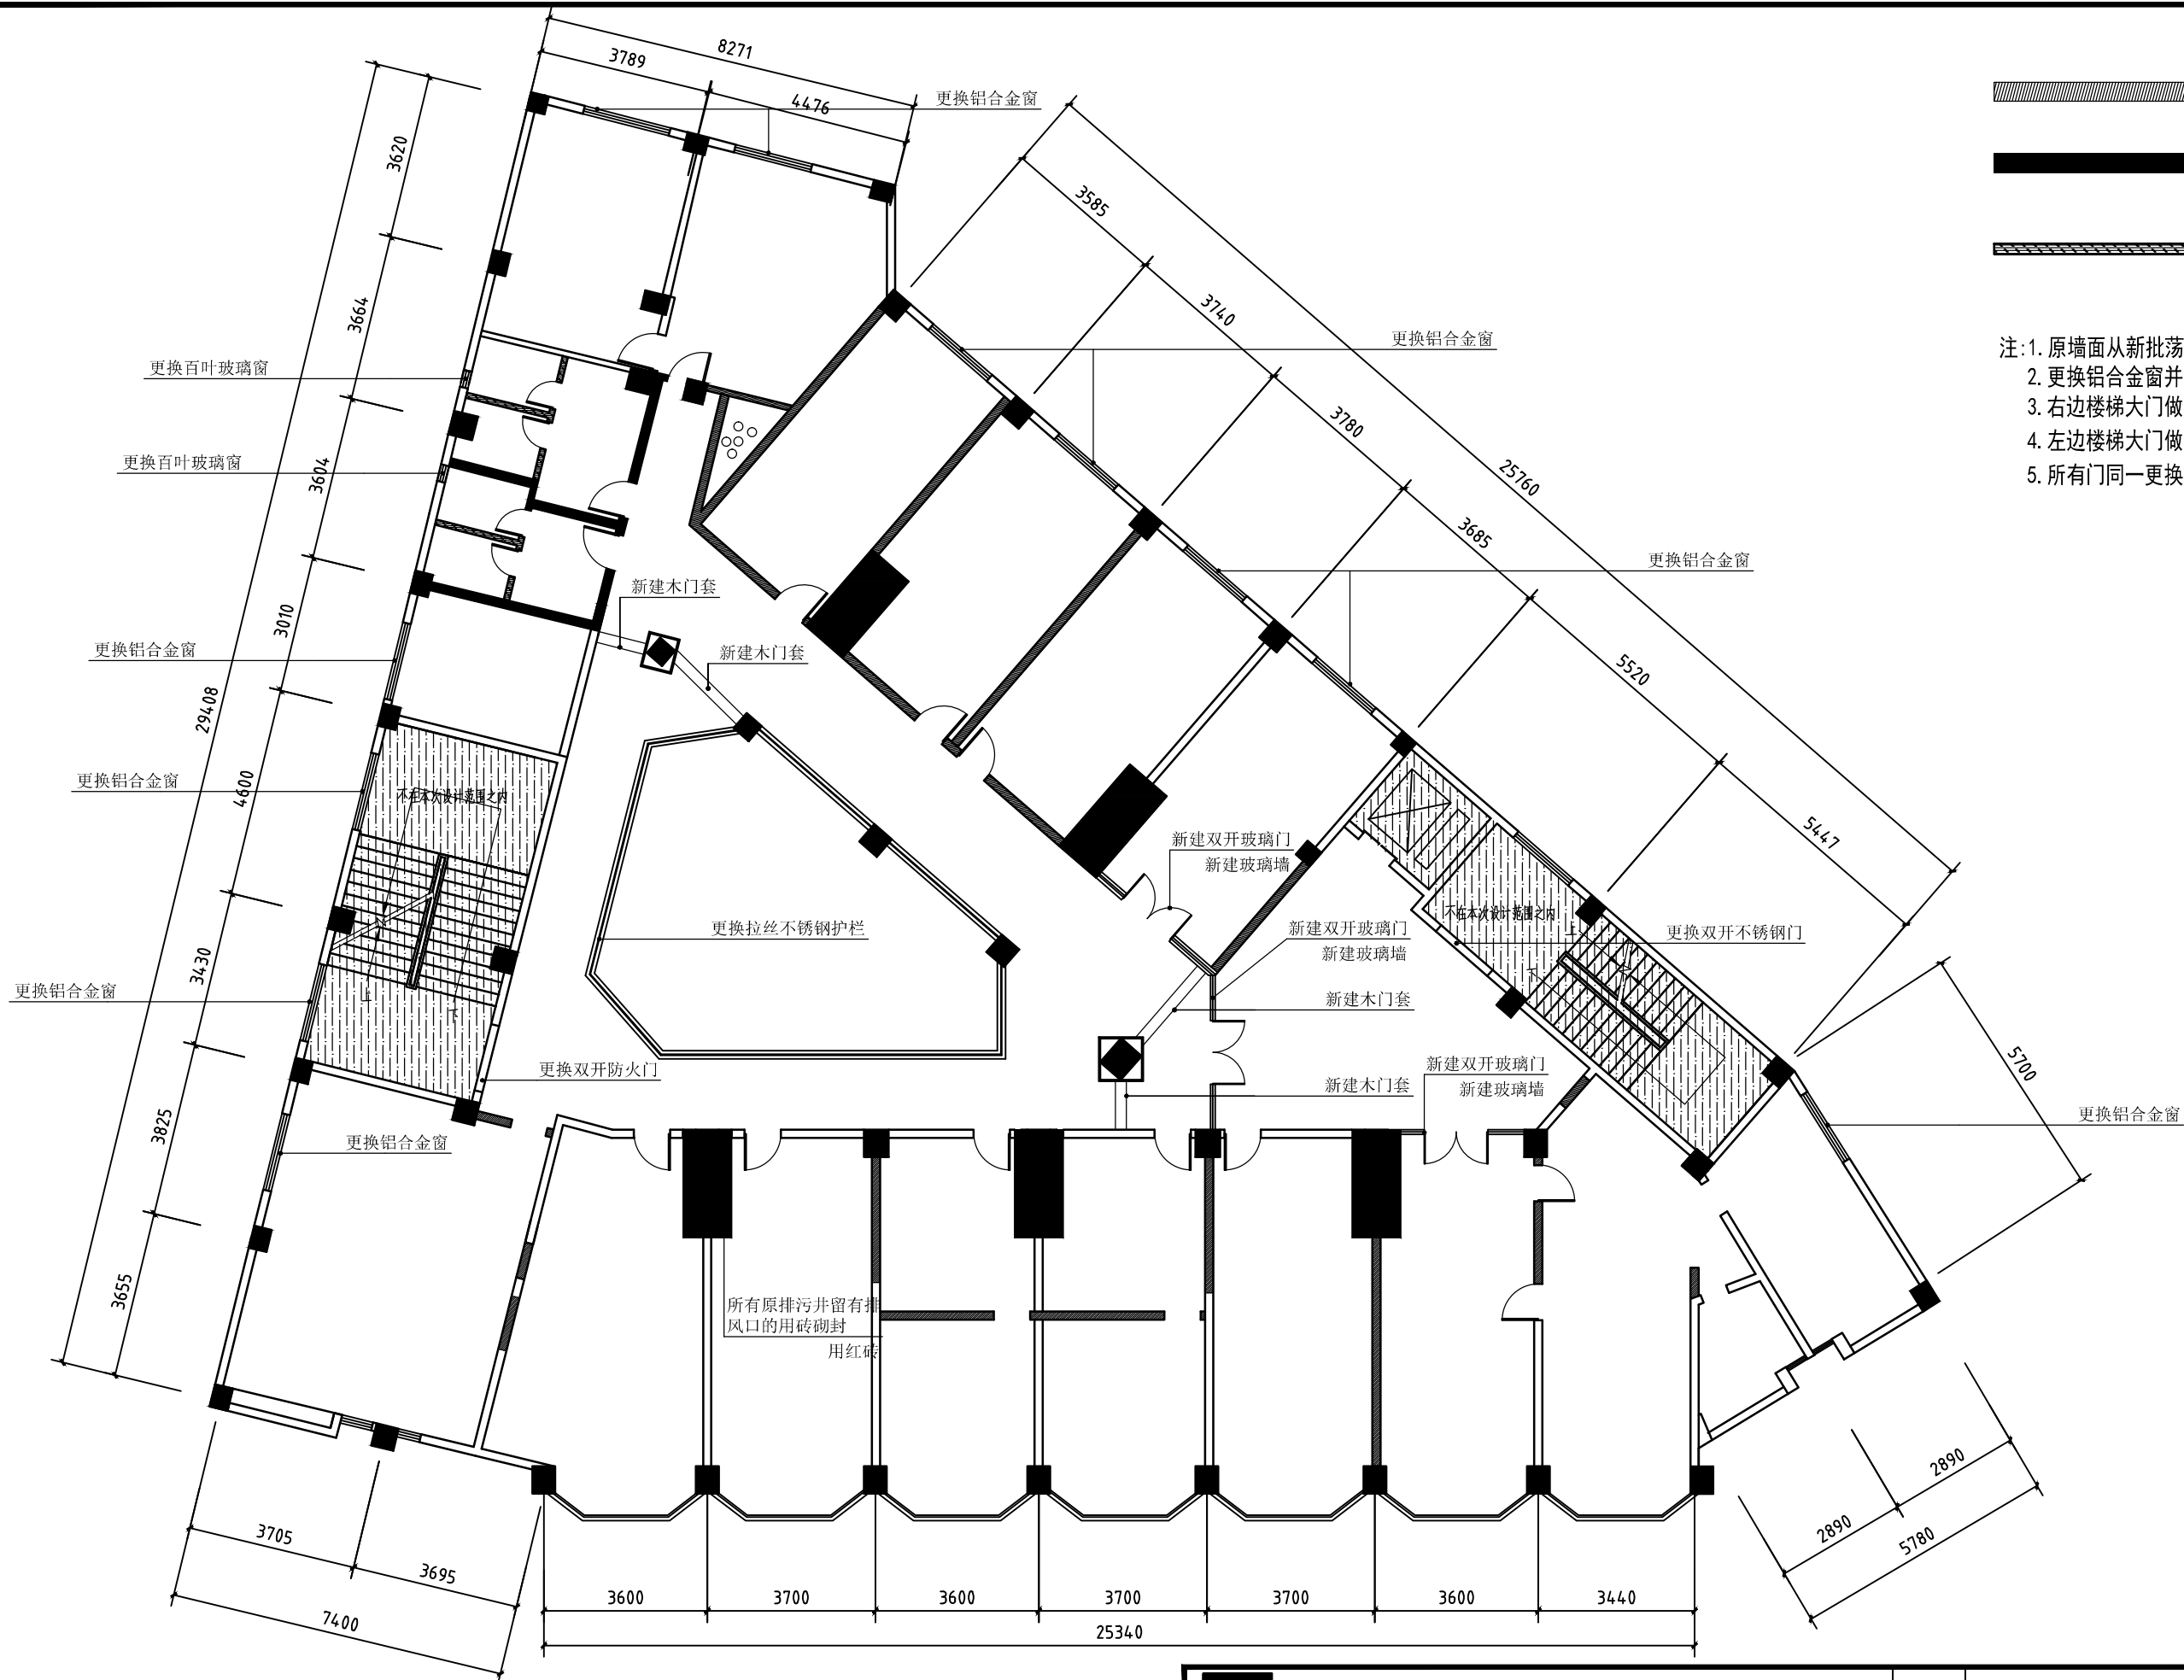 8271
3789
4476
更换铝合金窗
3620
3664
3604
3010
4600
3430
3825
3655
29408
3585
3740
3780
3685
5520
5447
25760
更换铝合金窗
更换铝合金窗
注:1. 原墙面从新批荡
2. 更换铝合金窗并
3. 右边楼梯大门做
4. 左边楼梯大门做
5. 所有门同一更换
更换百叶玻璃窗
更换百叶玻璃窗
新建木门套
新建木门套
更换铝合金窗
更换铝合金窗
不在本次设计范围之内
更换铝合金窗
上
下
更换拉丝不锈钢护栏
新建双开玻璃门
新建玻璃墙
新建双开玻璃门
新建玻璃墙
新建木门套
不在本次设计范围之内
上
下
更换双开不锈钢门
更换双开防火门
新建木门套
新建双开玻璃门
新建玻璃墙
5700
更换铝合金窗
更换铝合金窗
所有原排污井留有排
风口的用砖砌封
用红砖
3705
3695
7400
2890
2890
5780
3600
3700
3600
3700
3700
3600
3440
25340